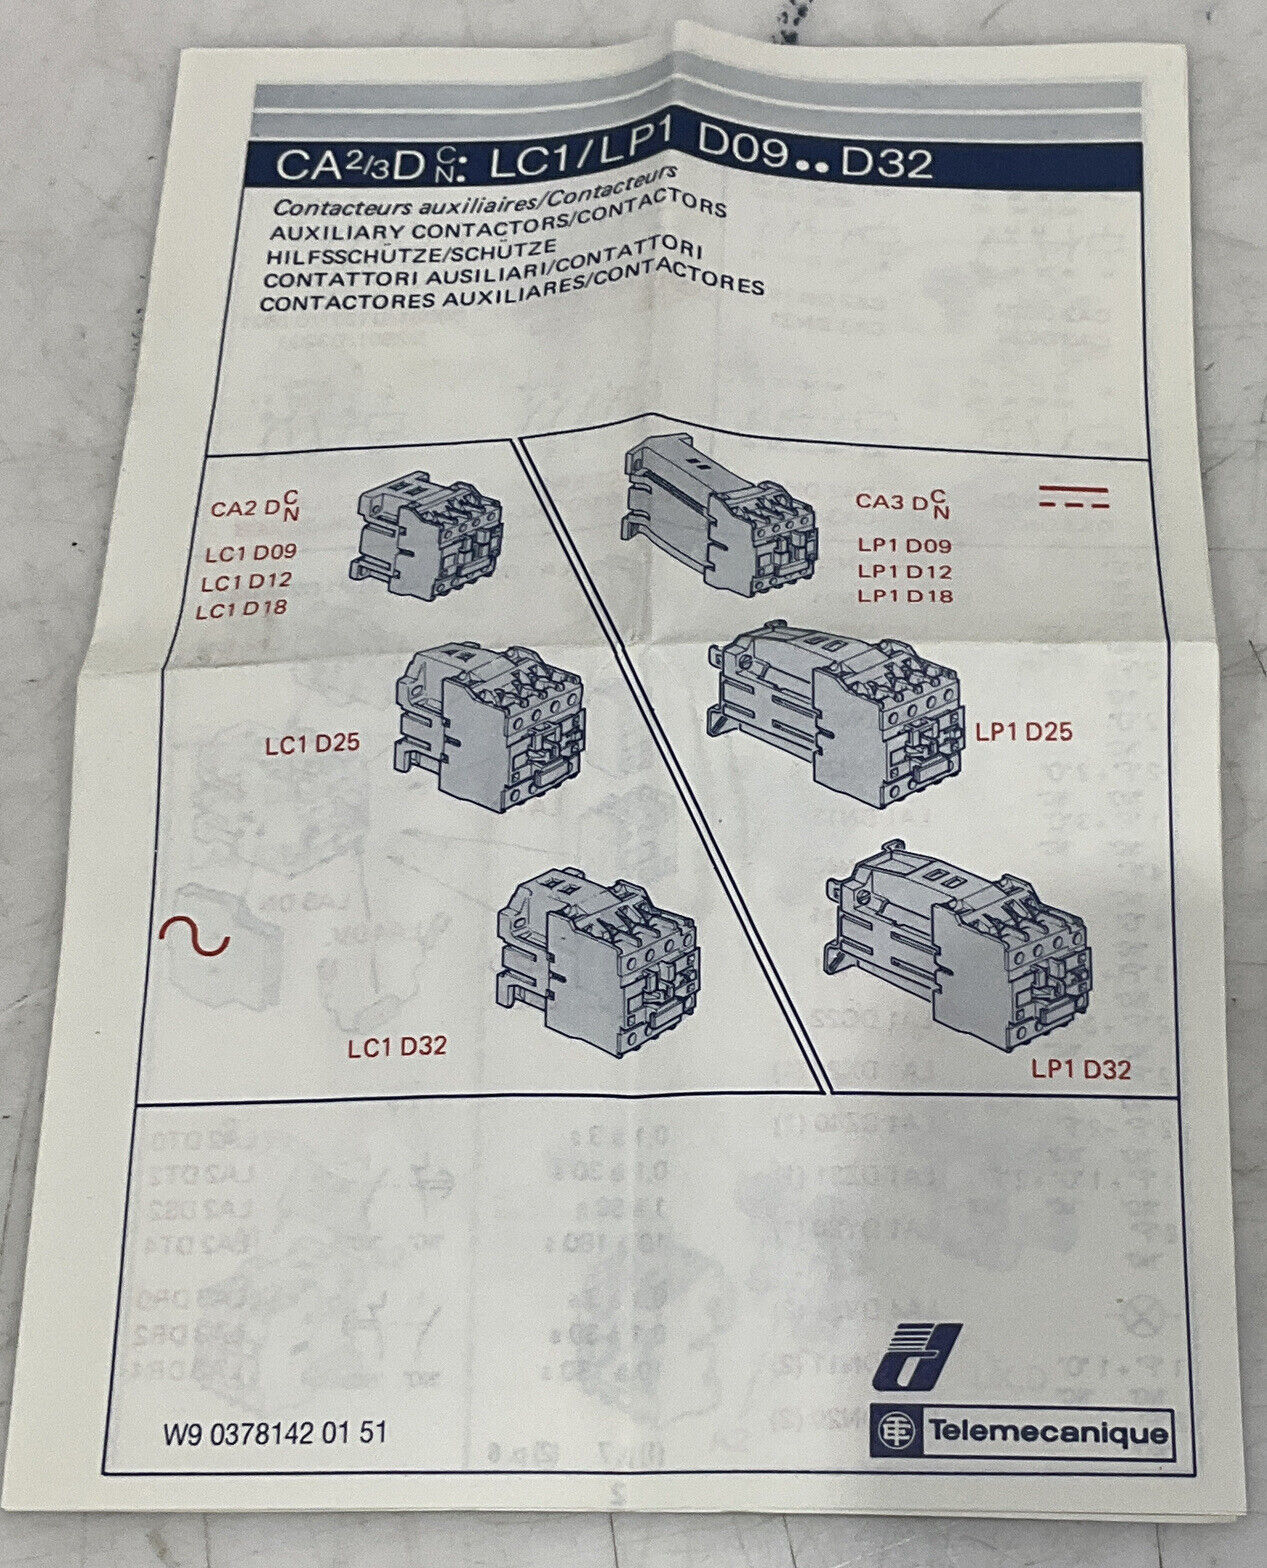 CA2/3D C/N: LC1/LP1 D09..D32
Contacteurs auxiliaires/Contacteurs
AUXILIARY CONTACTORS/CONTACTORS
HILFSSCHÜTZE/SCHÜTZE
CONTATTORI AUSILIARI/CONTATTORI
CONTACTORES AUXILIARES/CONTACTORES
CA2 D C/N
LC1 D09
LC1 D12
LC1 D18
CA3 D C/N
LP1 D09
LP1 D12
LP1 D18
LC1 D25
LP1 D25
LC1 D32
LP1 D32
W9 0378142 01 51
Telemecanique